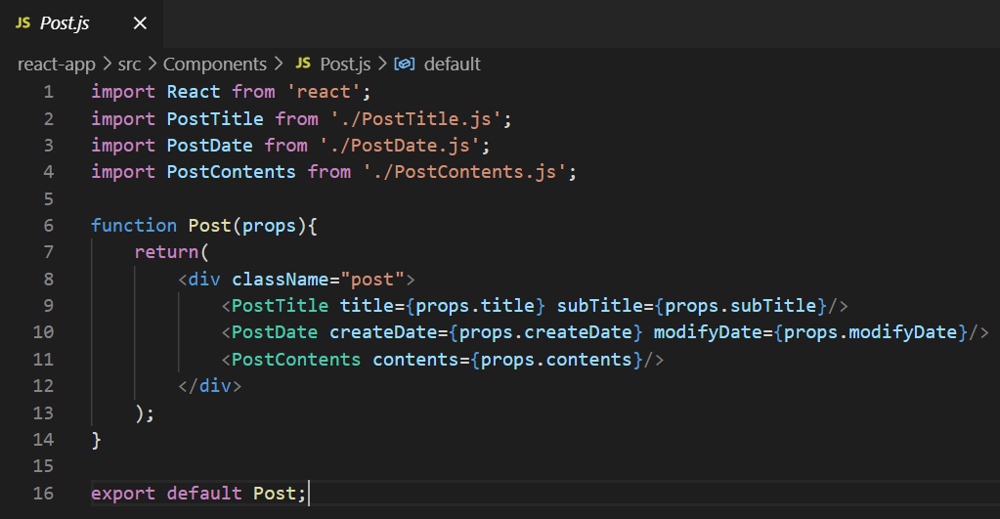 JS Post.js ×
react-app > src > Components > JS Post.js > default
1 import React from 'react';
2 import PostTitle from './PostTitle.js';
3 import PostDate from './PostDate.js';
4 import PostContents from './PostContents.js';
5
6 function Post(props){
7     return(
8         <div className="post">
9             <PostTitle title={props.title} subTitle={props.subTitle}/>
10             <PostDate createDate={props.createDate} modifyDate={props.modifyDate}/>
11             <PostContents contents={props.contents}/>
12         </div>
13     );
14 }
15
16 export default Post;